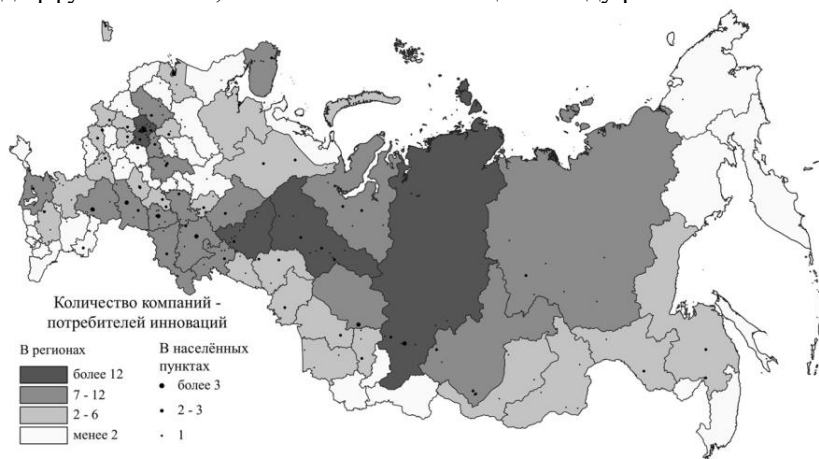 Количество компаний -
потребителей инноваций
В регионах
В населённых
пунктах
более 12
более 3
7 - 12
2 - 3
2 - 6
1
менее 2